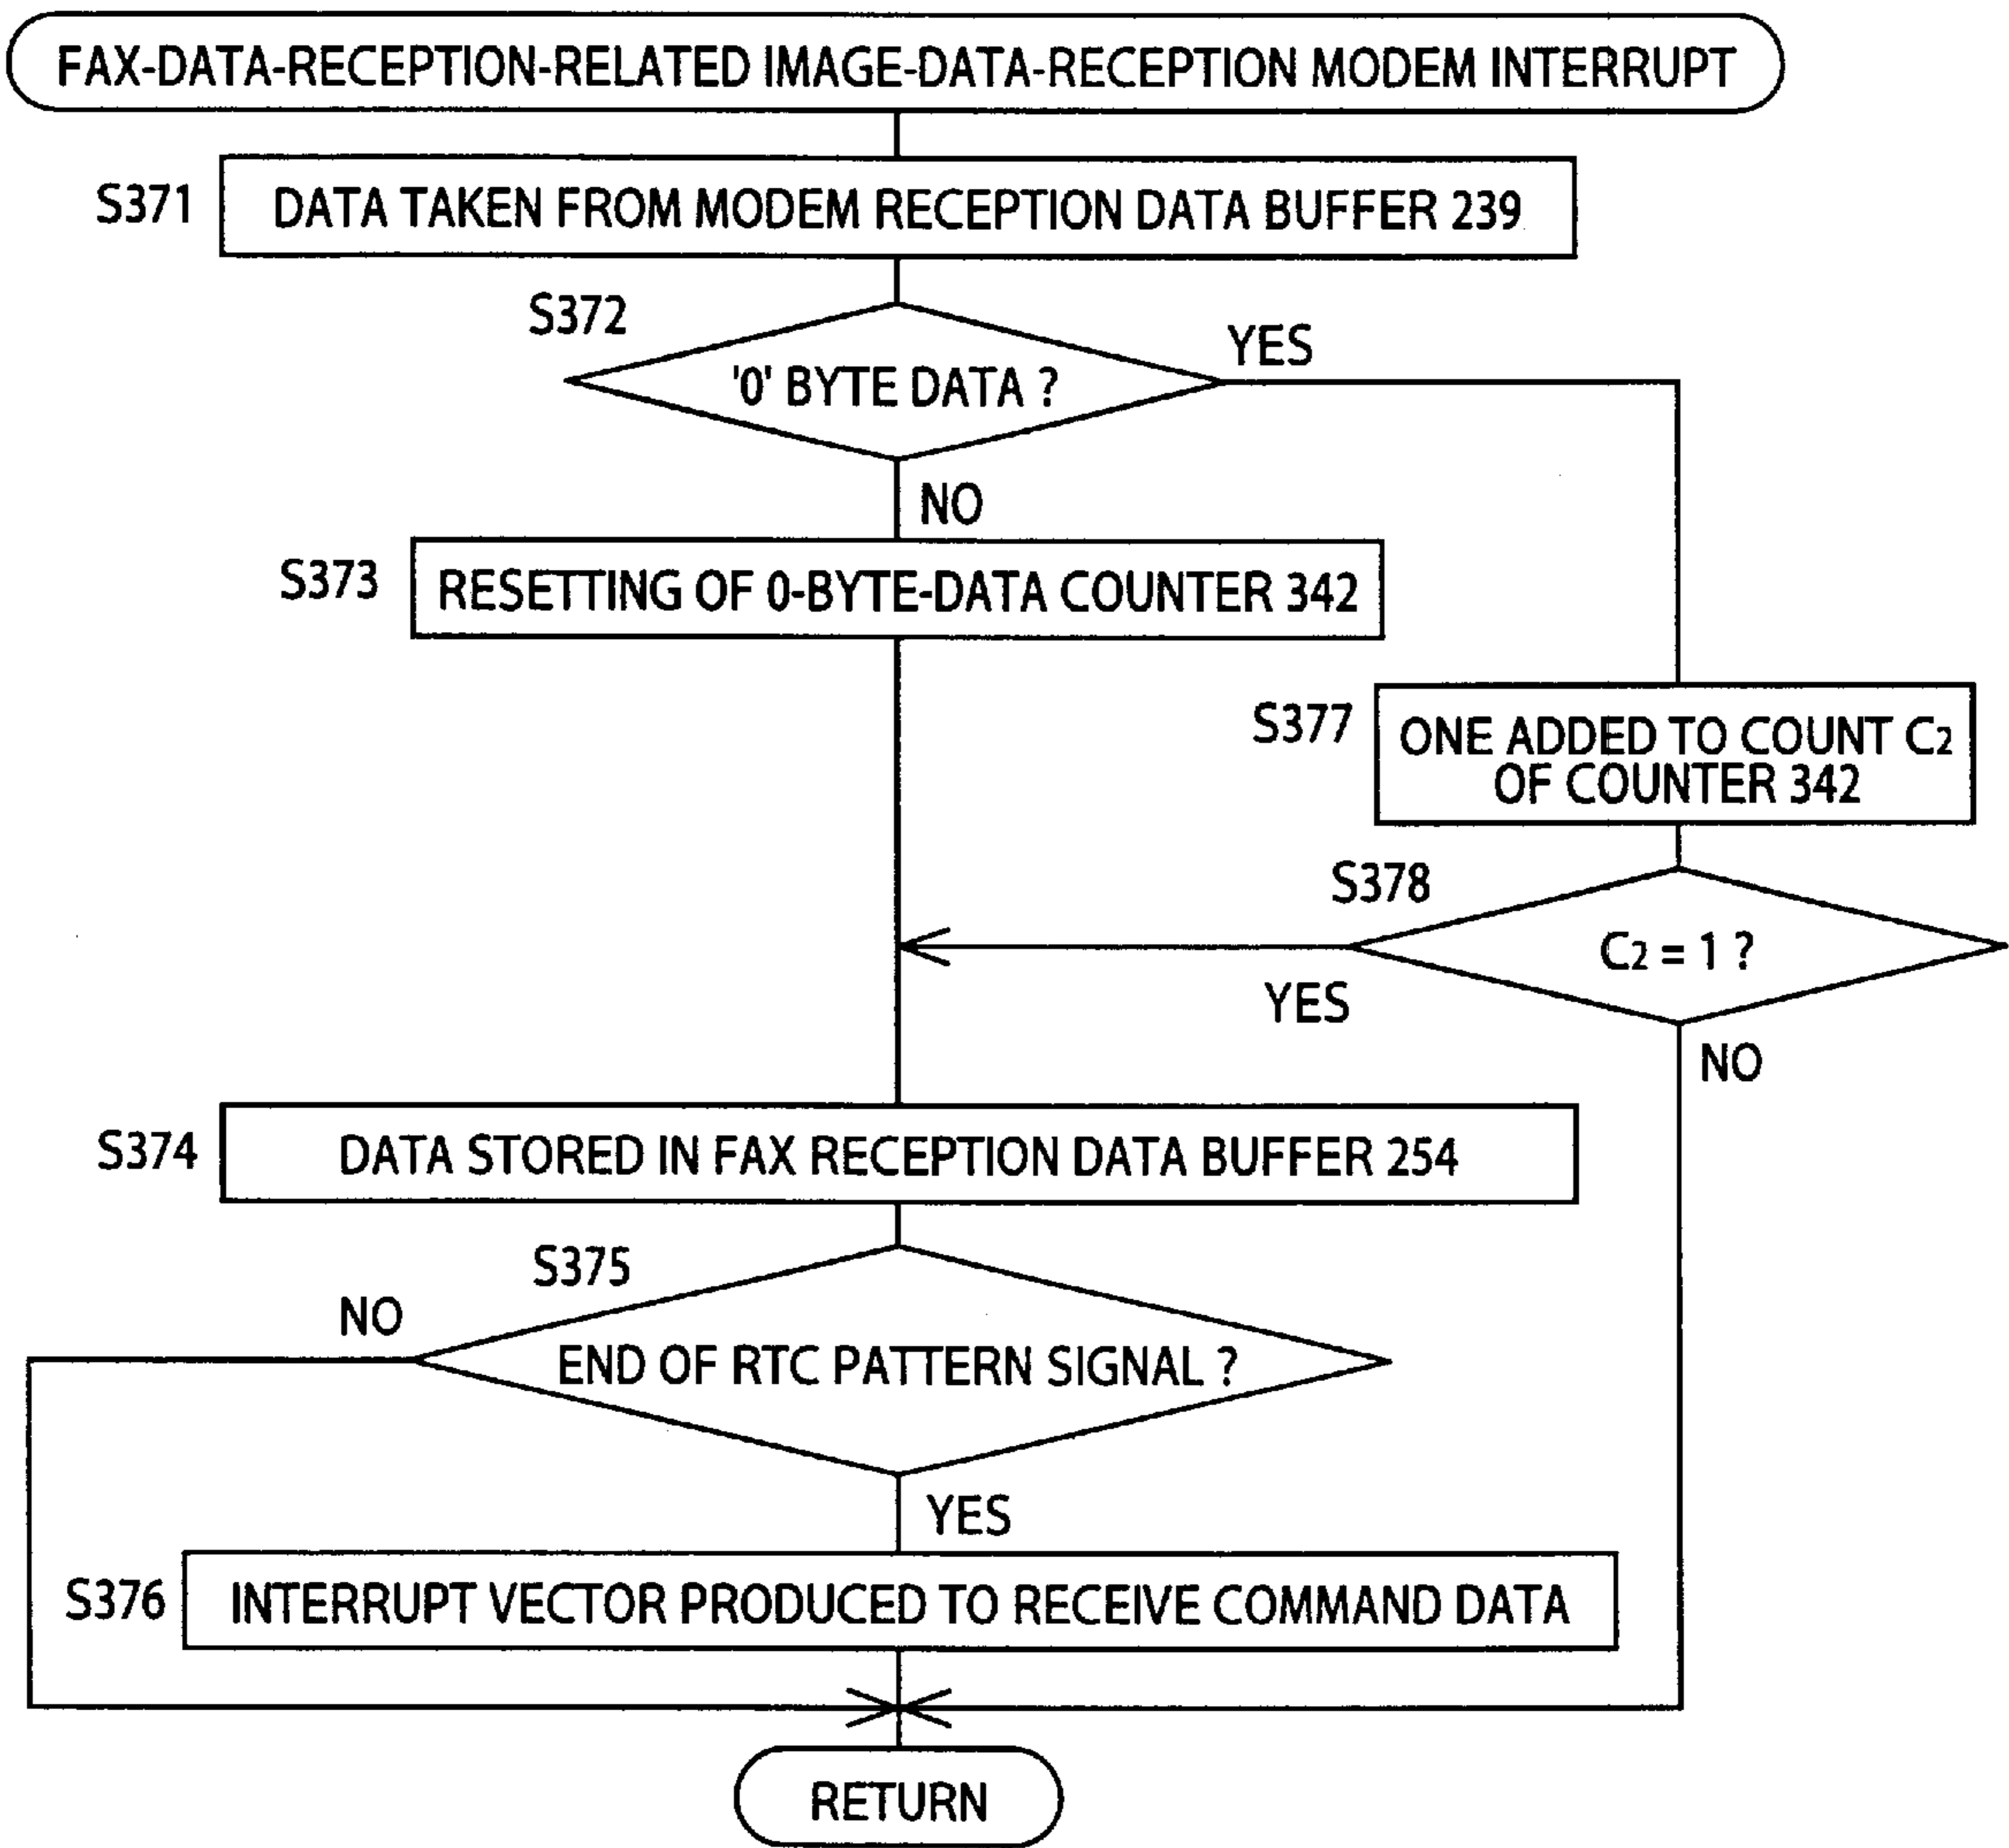 FAX-DATA-RECEPTION-RELATED IMAGE-DATA-RECEPTION MODEM INTERRUPT
S371
DATA TAKEN FROM MODEM RECEPTION DATA BUFFER 239
S372
YES
'0' BYTE DATA ?
NO
S373
RESETTING OF 0-BYTE-DATA COUNTER 342
S377
ONE ADDED TO COUNT C2
OF COUNTER 342
S378
C2 = 1 ?
YES
NO
S374
DATA STORED IN FAX RECEPTION DATA BUFFER 254
S375
NO
END OF RTC PATTERN SIGNAL ?
YES
S376
INTERRUPT VECTOR PRODUCED TO RECEIVE COMMAND DATA
RETURN